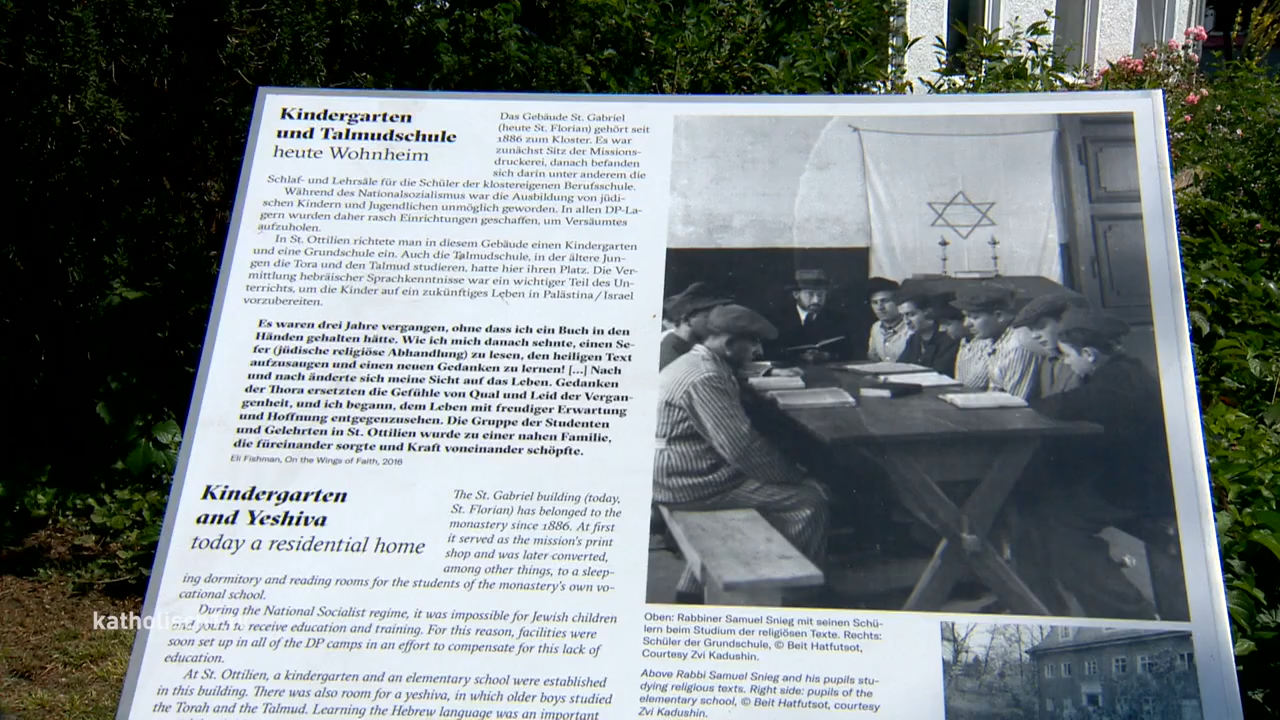 Kindergarten
und Talmudschule
heute Wohnheim
Das Gebäude St. Gabriel
(heute St. Florian) gehört seit
1886 zum Kloster. Es war
zunächst Sitz der Missions-
druckerei, danach befanden
sich darin unter anderem die
Schlaf- und Lehrsäle für die Schüler der klostereigenen Berufsschule.
Während des Nationalsozialismus war die Ausbildung von jüdi-
schen Kindern und Jugendlichen unmöglich geworden. In allen DP-La-
gern wurden daher rasch Einrichtungen geschaffen, um Versäumtes
aufzuholen.
In St. Ottilien richtete man in diesem Gebäude einen Kindergarten
und eine Grundschule ein. Auch die Talmudschule, in der ältere Jun-
gen die Tora und den Talmud studieren, hatte hier ihren Platz. Die Ver-
mittlung hebräischer Sprachkenntnisse war ein wichtiger Teil des Un-
terrichts, um die Kinder auf ein zukünftiges Leben in Palästina / Israel
vorzubereiten.
Es waren drei Jahre vergangen, ohne dass ich ein Buch in den
Händen gehalten hätte. Wie ich mich danach sehnte, einen Se-
fer (jüdische religiöse Abhandlung) zu lesen, den heiligen Text
aufzusaugen und einen neuen Gedanken zu lernen! [...] Nach
und nach änderte sich meine Sicht auf das Leben. Gedanken
der Thora ersetzten die Gefühle von Qual und Leid der Vergan-
genheit, und ich begann, dem Leben mit freudiger Erwartung
und Hoffnung entgegenzusehen. Die Gruppe der Studenten
und Gelehrten in St. Ottilien wurde zu einer nahen Familie,
die füreinander sorgte und Kraft voneinander schöpfte.
Eli Fishman, On the Wings of Faith, 2016
Kindergarten
and Yeshiva
today a residential home
The St. Gabriel building (today,
St. Florian) has belonged to the
monastery since 1886. At first
it served as the mission's print
shop and was later converted,
among other things, to a sleep-
ing dormitory and reading rooms for the students of the monastery's own vo-
cational school.
During the National Socialist regime, it was impossible for Jewish children
and youth to receive education and training. For this reason, facilities were
soon set up in all of the DP camps in an effort to compensate for this lack of
education.
At St. Ottilien, a kindergarten and an elementary school were established
in this building. There was also room for a yeshiva, in which older boys studied
the Torah and the Talmud. Learning the Hebrew language was an important
Oben: Rabbiner Samuel Snieg mit seinen Schü-
lern beim Studium der religiösen Texte. Rechts:
Schüler der Grundschule, © Beit Hatfutsot,
Courtesy Zvi Kadushin.
Above Rabbi Samuel Snieg and his pupils stu-
dying religious texts. Right side: pupils of the
elementary school, © Beit Hatfutsot, courtesy
Zvi Kadushin.